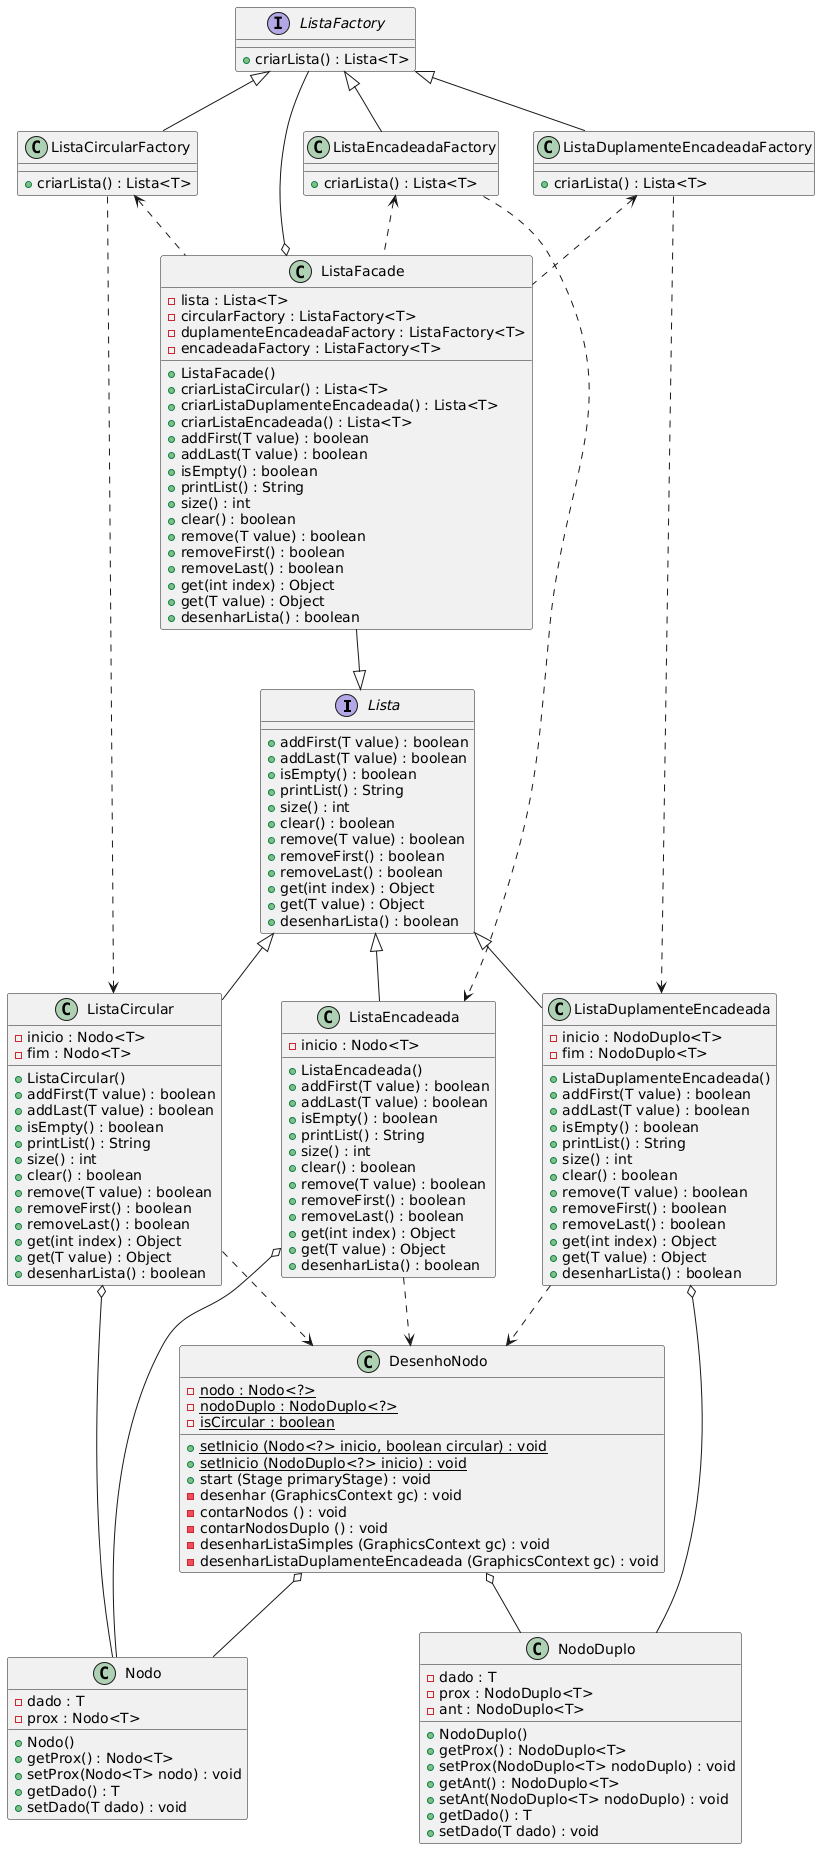 I ListaFactory
criarLista() : Lista<T>
C ListaCircularFactory
criarLista() : Lista<T>
C ListaEncadeadaFactory
criarLista() : Lista<T>
C ListaDuplamenteEncadeadaFactory
criarLista() : Lista<T>
C ListaFacade
lista : Lista<T>
circularFactory : ListaFactory<T>
duplamenteEncadeadaFactory : ListaFactory<T>
encadeadaFactory : ListaFactory<T>
ListaFacade()
criarListaCircular() : Lista<T>
criarListaDuplamenteEncadeada() : Lista<T>
criarListaEncadeada() : Lista<T>
addFirst(T value) : boolean
addLast(T value) : boolean
isEmpty() : boolean
printList() : String
size() : int
clear() : boolean
remove(T value) : boolean
removeFirst() : boolean
removeLast() : boolean
get(int index) : Object
get(T value) : Object
desenharLista() : boolean
I Lista
addFirst(T value) : boolean
addLast(T value) : boolean
isEmpty() : boolean
printList() : String
size() : int
clear() : boolean
remove(T value) : boolean
removeFirst() : boolean
removeLast() : boolean
get(int index) : Object
get(T value) : Object
desenharLista() : boolean
C ListaCircular
inicio : Nodo<T>
fim : Nodo<T>
ListaCircular()
addFirst(T value) : boolean
addLast(T value) : boolean
isEmpty() : boolean
printList() : String
size() : int
clear() : boolean
remove(T value) : boolean
removeFirst() : boolean
removeLast() : boolean
get(int index) : Object
get(T value) : Object
desenharLista() : boolean
C ListaEncadeada
inicio : Nodo<T>
ListaEncadeada()
addFirst(T value) : boolean
addLast(T value) : boolean
isEmpty() : boolean
printList() : String
size() : int
clear() : boolean
remove(T value) : boolean
removeFirst() : boolean
removeLast() : boolean
get(int index) : Object
get(T value) : Object
desenharLista() : boolean
C ListaDuplamenteEncadeada
inicio : NodoDuplo<T>
fim : NodoDuplo<T>
ListaDuplamenteEncadeada()
addFirst(T value) : boolean
addLast(T value) : boolean
isEmpty() : boolean
printList() : String
size() : int
clear() : boolean
remove(T value) : boolean
removeFirst() : boolean
removeLast() : boolean
get(int index) : Object
get(T value) : Object
desenharLista() : boolean
C DesenhoNodo
nodo : Nodo<?>
nodoDuplo : NodoDuplo<?>
isCircular : boolean
setInicio (Nodo<?> inicio, boolean circular) : void
setInicio (NodoDuplo<?> inicio) : void
start (Stage primaryStage) : void
desenhar (GraphicsContext gc) : void
contarNodos () : void
contarNodosDuplo () : void
desenharListaSimples (GraphicsContext gc) : void
desenharListaDuplamenteEncadeada (GraphicsContext gc) : void
C Nodo
dado : T
prox : Nodo<T>
Nodo()
getProx() : Nodo<T>
setProx(Nodo<T> nodo) : void
getDado() : T
setDado(T dado) : void
C NodoDuplo
dado : T
prox : NodoDuplo<T>
ant : NodoDuplo<T>
NodoDuplo()
getProx() : NodoDuplo<T>
setProx(NodoDuplo<T> nodoDuplo) : void
getAnt() : NodoDuplo<T>
setAnt(NodoDuplo<T> nodoDuplo) : void
getDado() : T
setDado(T dado) : void